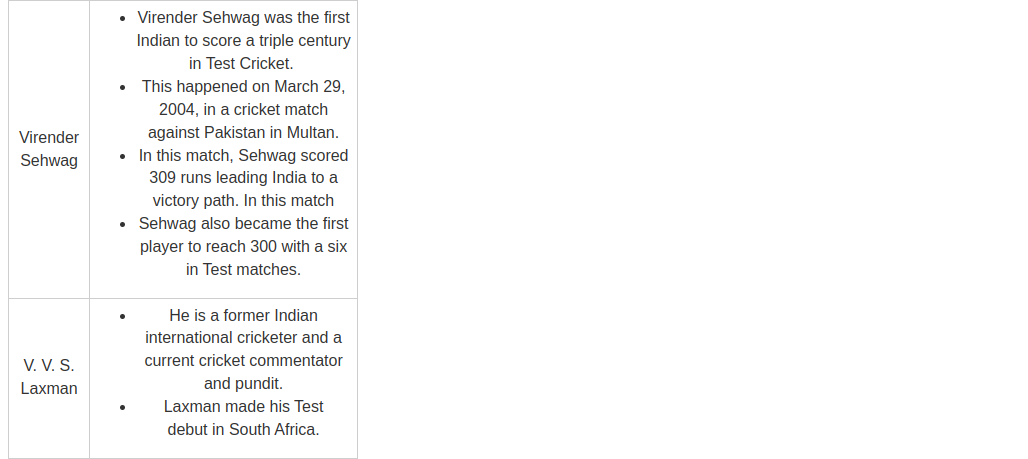 Virender
Sehwag
• Virender Sehwag was the first
Indian to score a triple century
in Test Cricket.
• This happened on March 29,
2004, in a cricket match
against Pakistan in Multan.
• In this match, Sehwag scored
309 runs leading India to a
victory path. In this match
• Sehwag also became the first
player to reach 300 with a six
in Test matches.
V. V. S.
Laxman
• He is a former Indian
international cricketer and a
current cricket commentator
and pundit.
• Laxman made his Test
debut in South Africa.